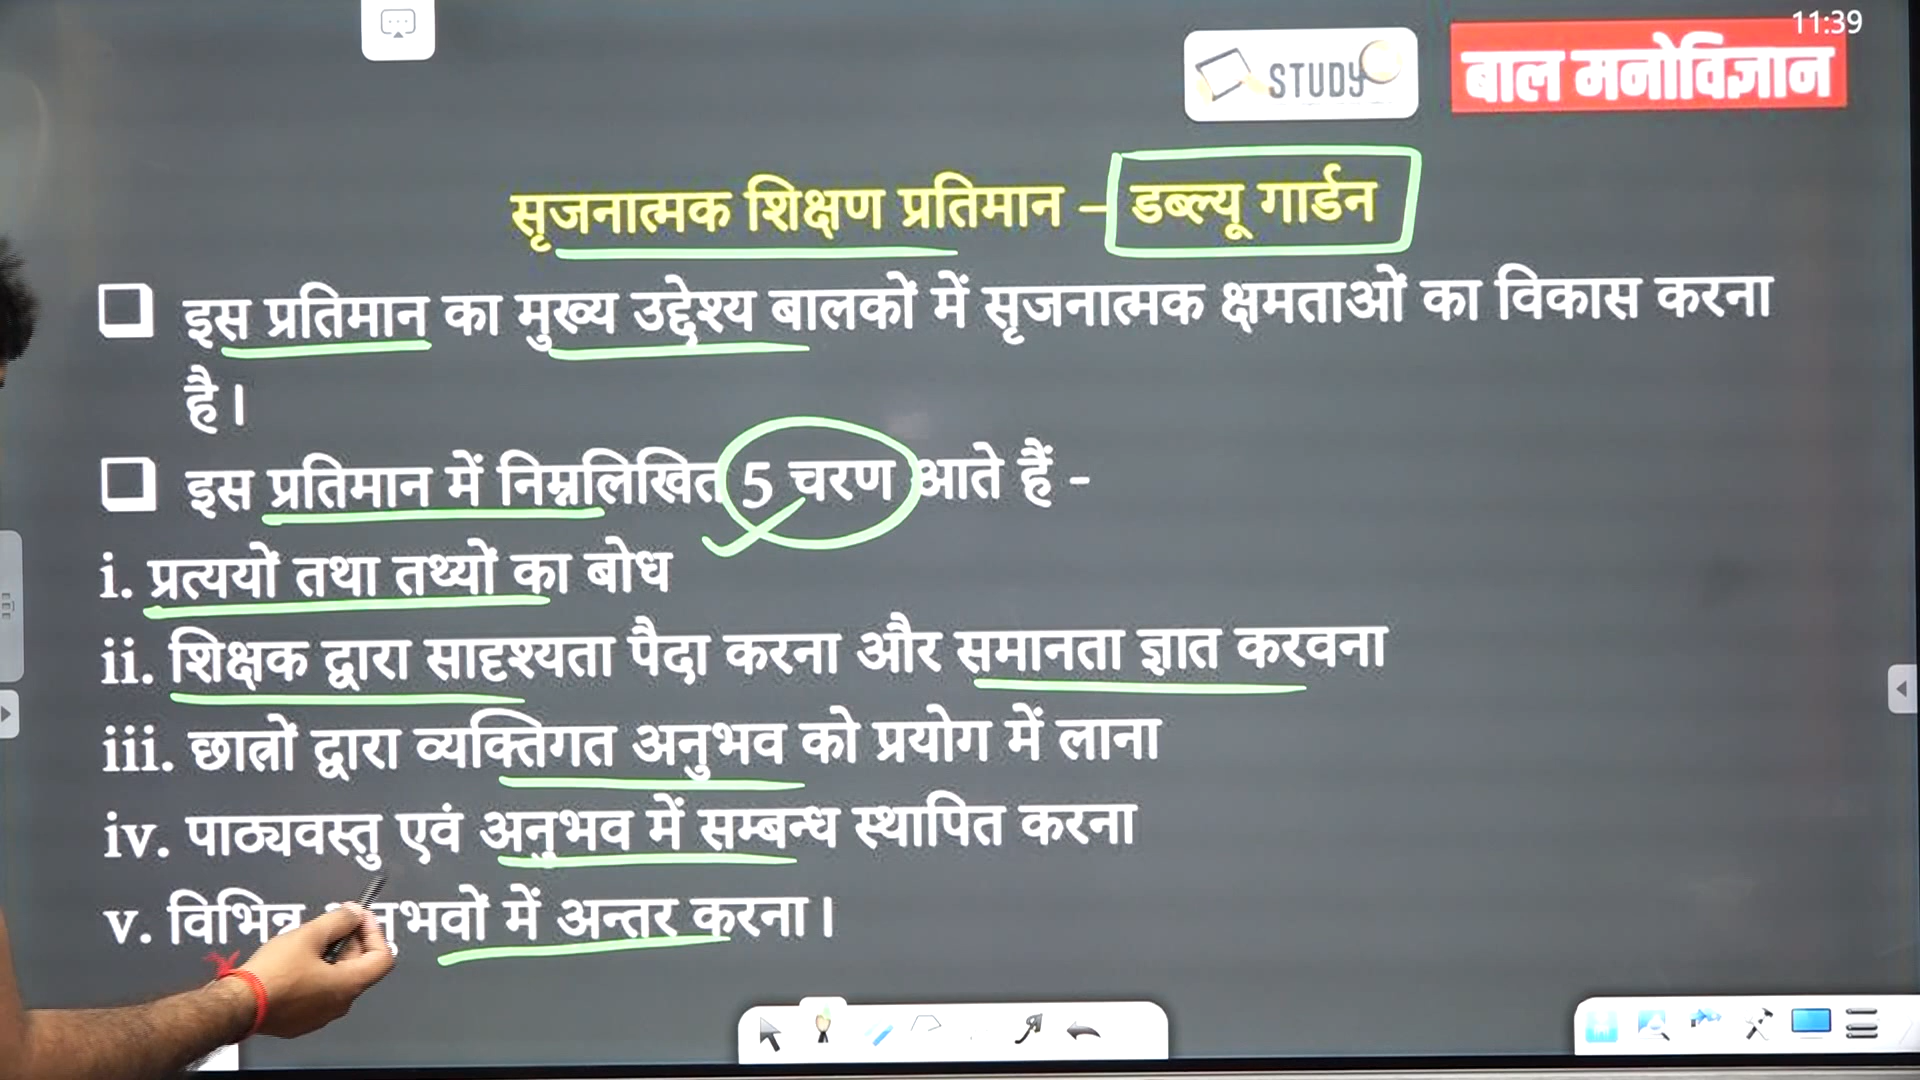 11:39
STUDY
बाल मनोविज्ञान
सृजनात्मक शिक्षण प्रतिमान – डब्ल्यू गार्डन
इस प्रतिमान का मुख्य उद्देश्य बालकों में सृजनात्मक क्षमताओं का विकास करना
है।
इस प्रतिमान में निम्नलिखित 5 चरण आते हैं -
i. प्रत्ययों तथा तथ्यों का बोध
ii. शिक्षक द्वारा सादृश्यता पैदा करना और समानता ज्ञात करवना
iii. छात्रों द्वारा व्यक्तिगत अनुभव को प्रयोग में लाना
iv. पाठ्यवस्तु एवं अनुभव में सम्बन्ध स्थापित करना
v. विभिन्न में अन्तर करना।